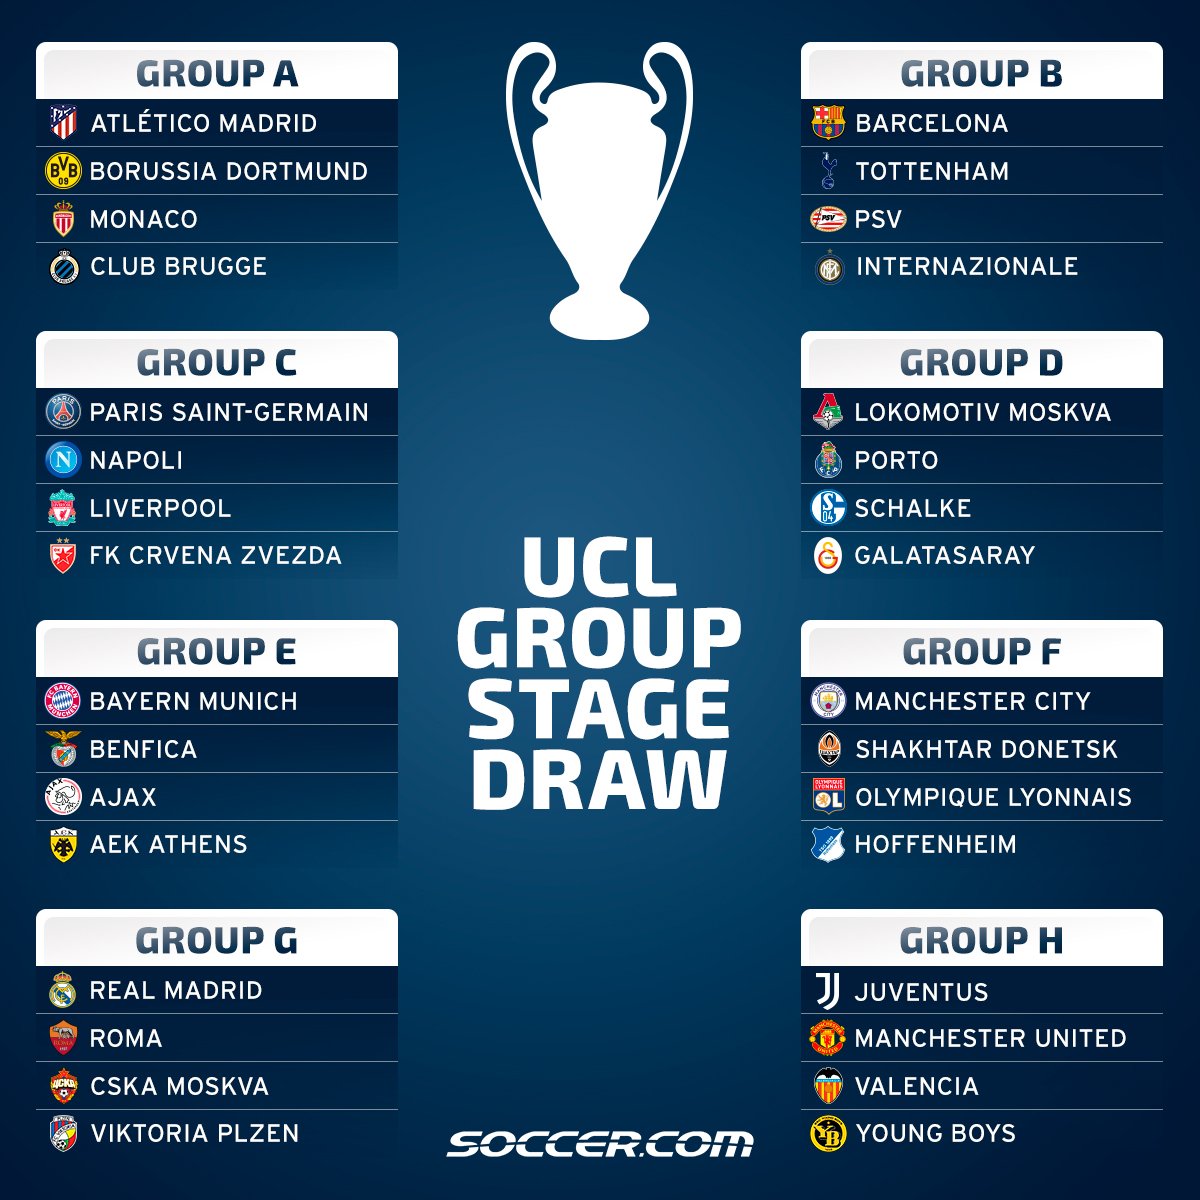 GROUP A
ATLÉTICO MADRID
BORUSSIA DORTMUND
MONACO
CLUB BRUGGE
GROUP B
BARCELONA
TOTTENHAM
PSV
INTERNAZIONALE
GROUP C
PARIS SAINT-GERMAIN
NAPOLI
LIVERPOOL
FK CRVENA ZVEZDA
GROUP D
LOKOMOTIV MOSKVA
PORTO
SCHALKE
GALATASARAY
UCL
GROUP
STAGE
DRAW
GROUP E
BAYERN MUNICH
BENFICA
AJAX
AEK ATHENS
GROUP F
MANCHESTER CITY
SHAKHTAR DONETSK
OLYMPIQUE LYONNAIS
HOFFENHEIM
GROUP G
REAL MADRID
ROMA
CSKA MOSKVA
VIKTORIA PLZEN
GROUP H
JUVENTUS
MANCHESTER UNITED
VALENCIA
YOUNG BOYS
SOCCER.COM